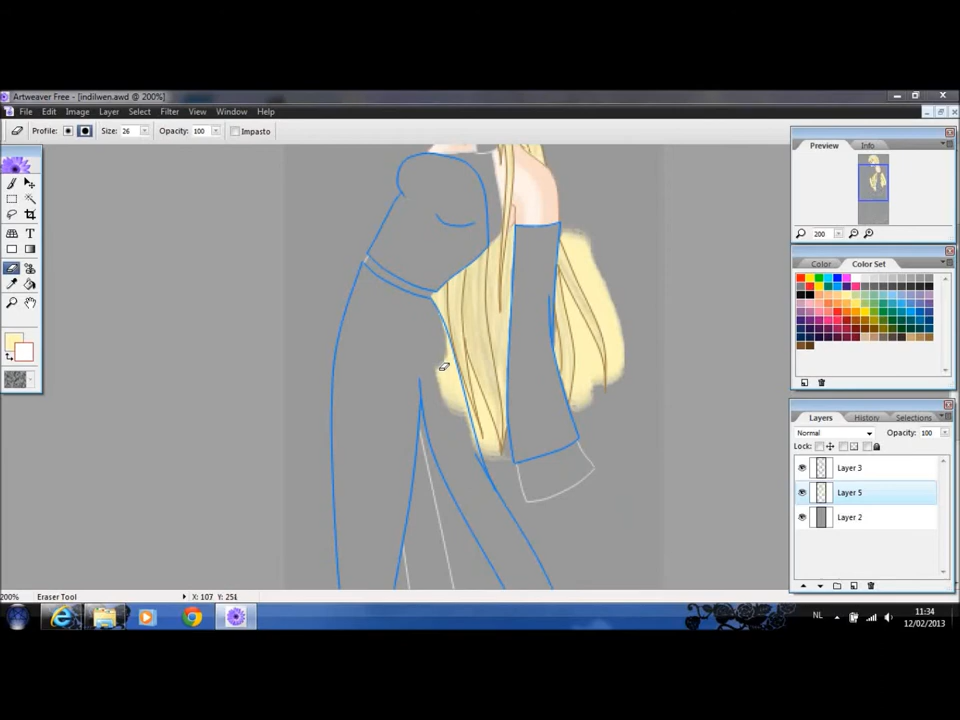 Artweaver Free - [indilwen.awd @ 200%]
File Edit Image Layer Select Filter View Window Help
Profile: Size: 26 Opacity: 100 Impasto
Preview Info
200
Color Color Set
Layers History Selections
Normal Opacity: 100
Lock:
Layer 3
Layer 5
Layer 2
200% Eraser Tool X: 107 Y: 251
NL 11:34
12/02/2013